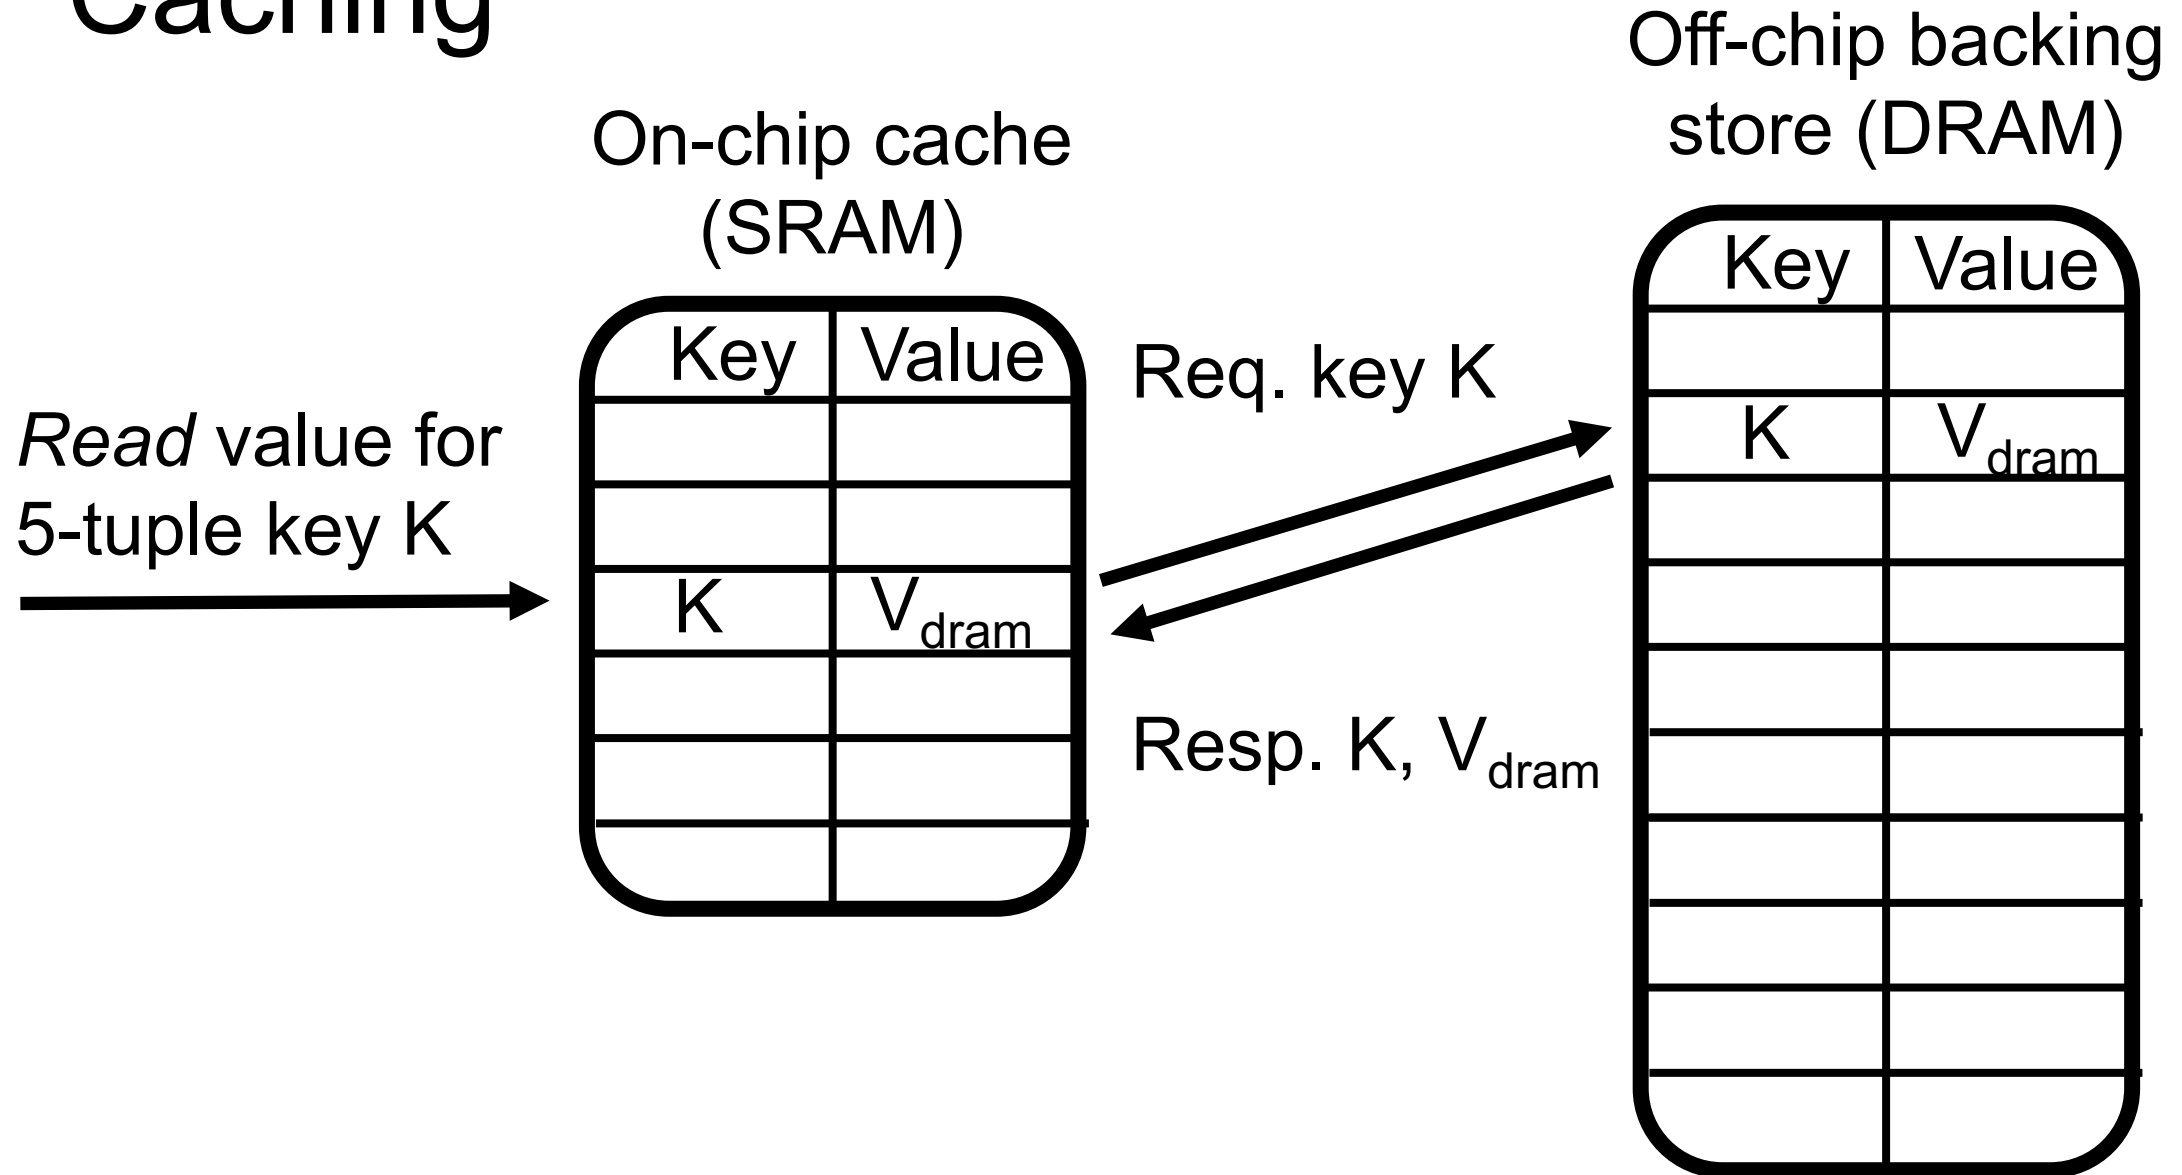 Caching
On-chip cache
(SRAM)
Off-chip backing
store (DRAM)
Read value for
5-tuple key K
Key Value
K Vdram
Req. key K
Resp. K, Vdram
Key Value
K Vdram